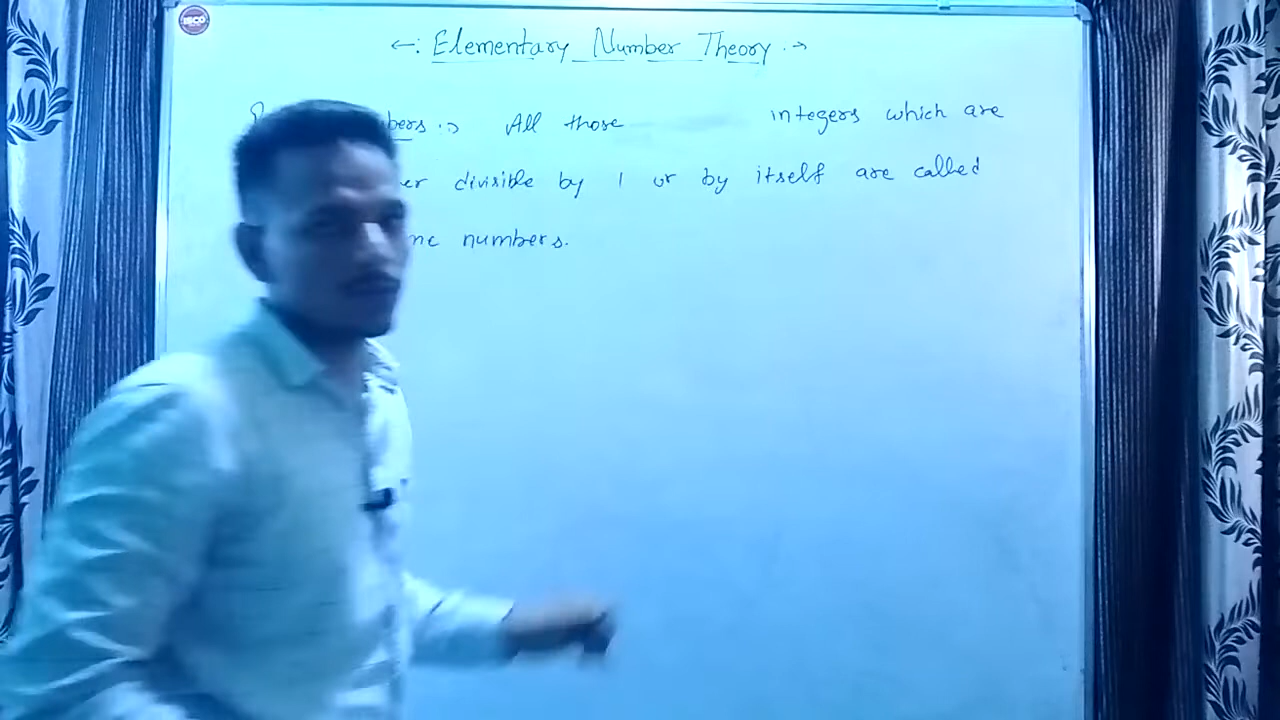 ←: Elementary Number Theory .→
bers :→ All those integers which are
er divisible by 1 or by itself are called
me numbers.